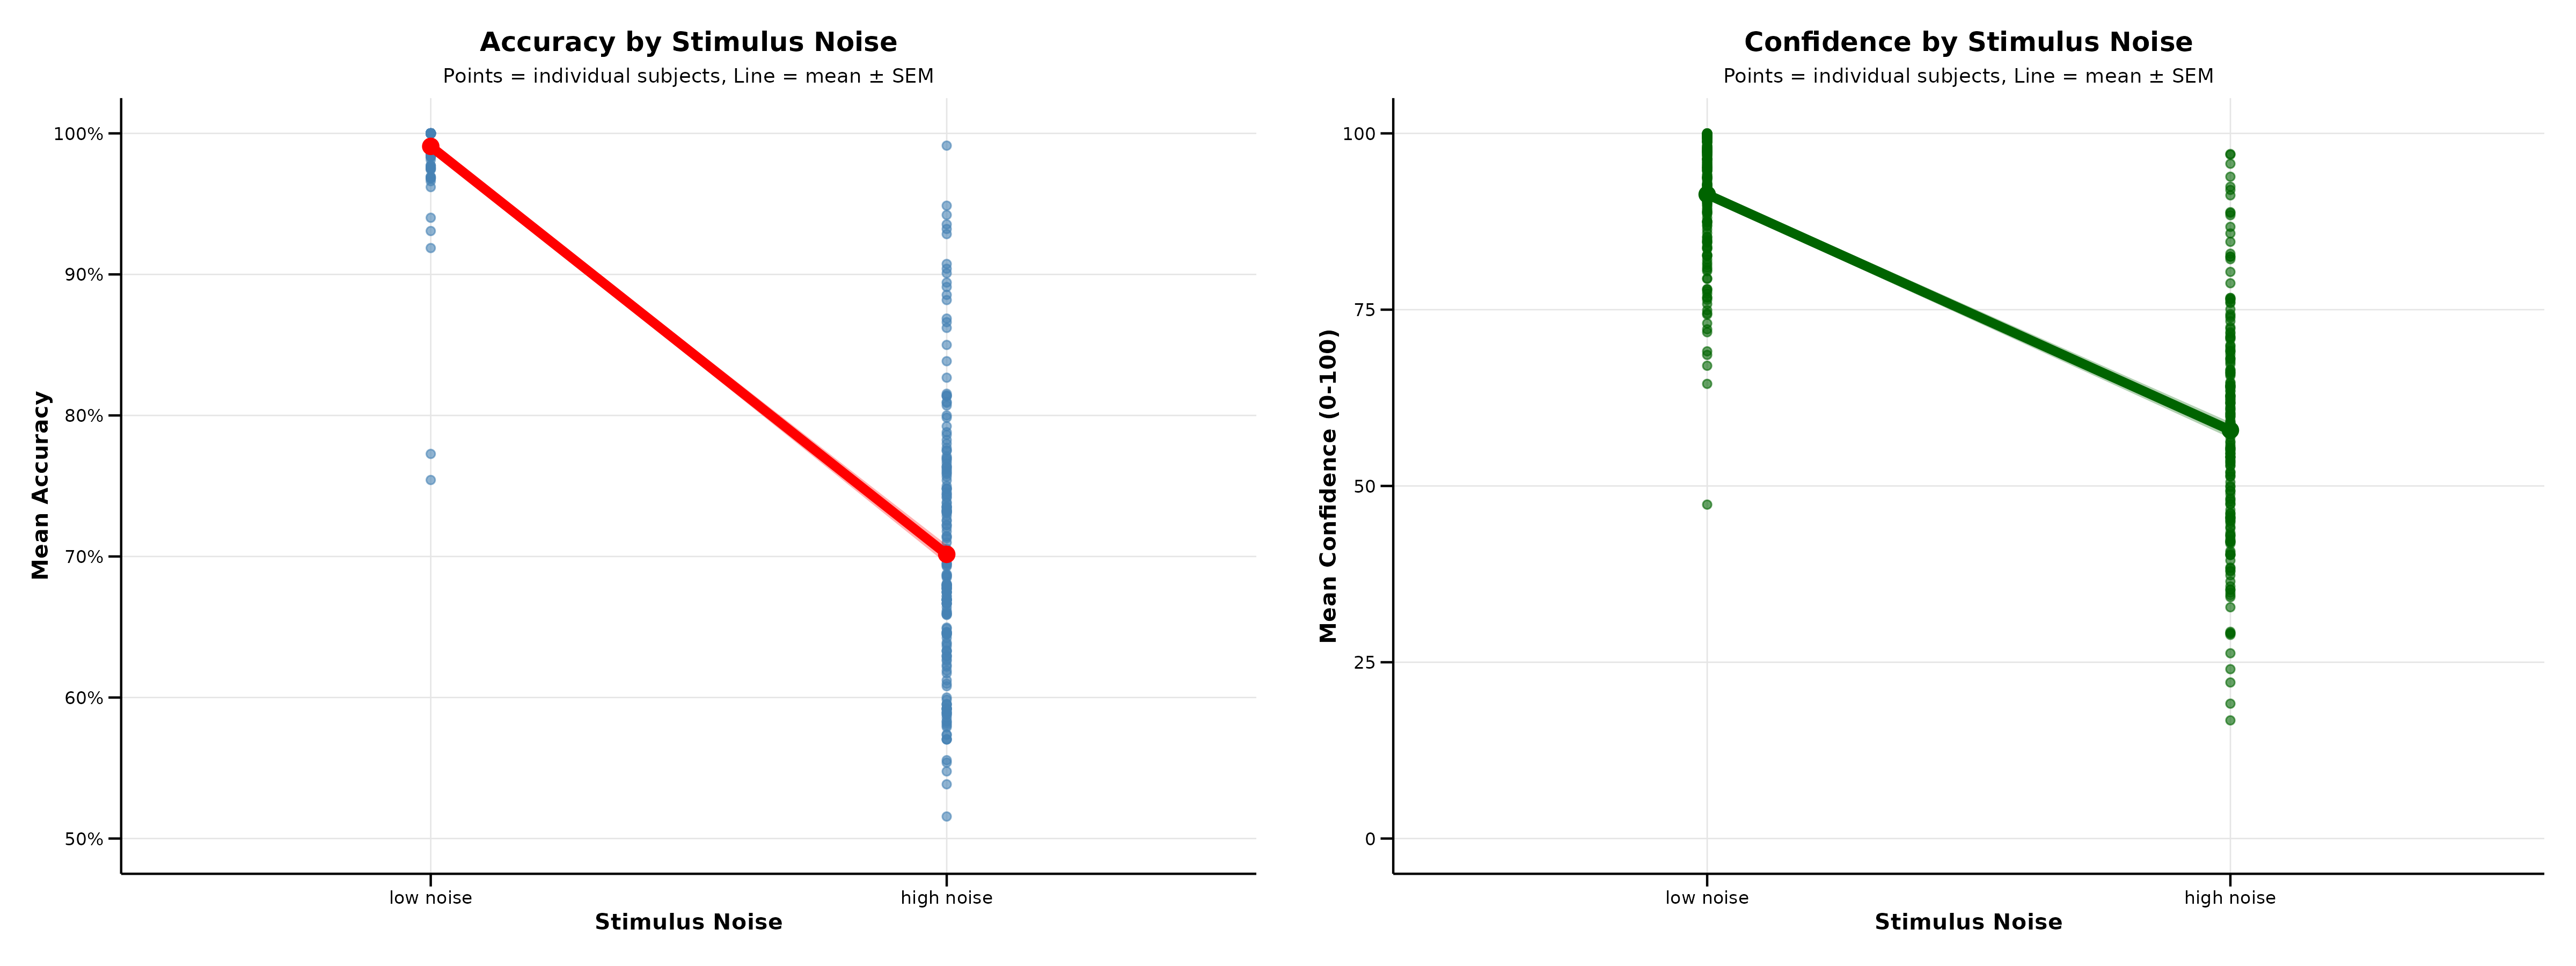 Accuracy by Stimulus Noise
Points = individual subjects, Line = mean ± SEM
Mean Accuracy
100%
90%
80%
70%
60%
50%
low noise
high noise
Stimulus Noise
Confidence by Stimulus Noise
Points = individual subjects, Line = mean ± SEM
Mean Confidence (0-100)
100
75
50
25
0
low noise
high noise
Stimulus Noise